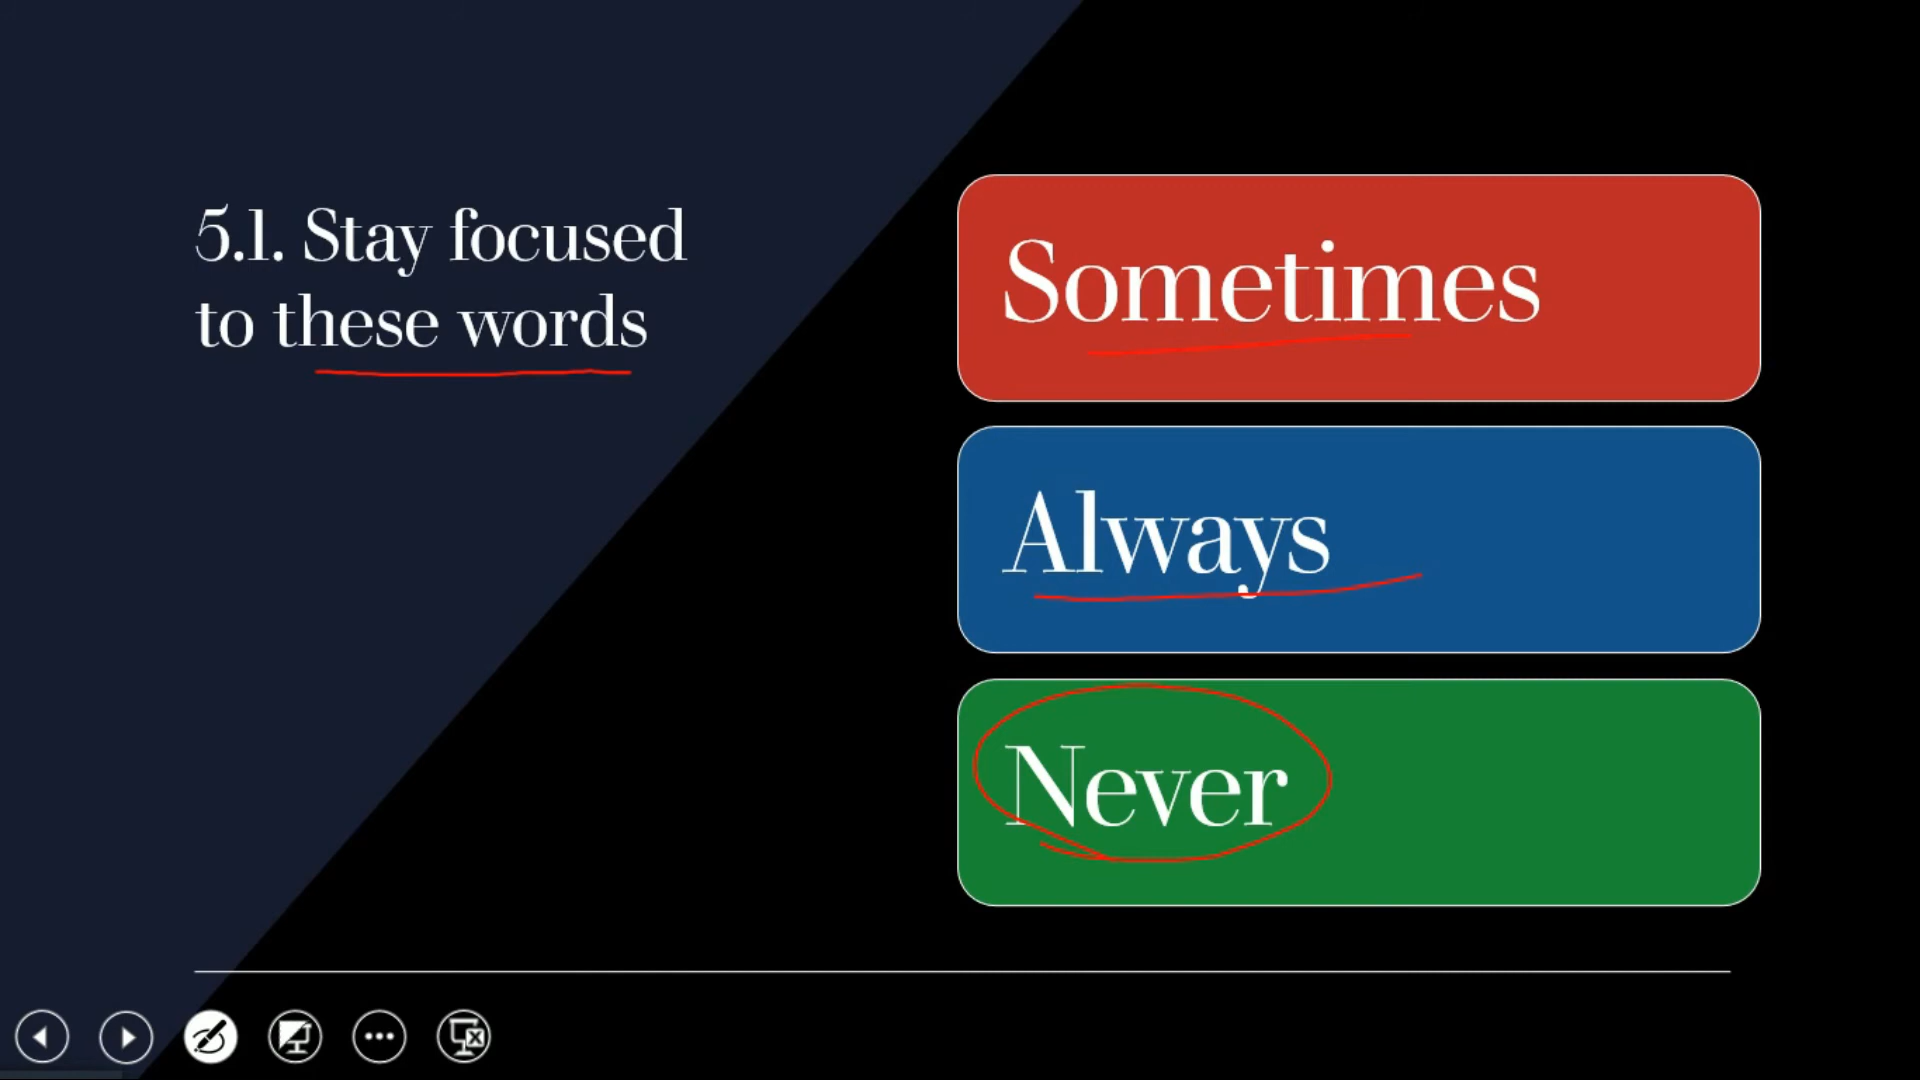 5.1. Stay focused
to these words
Sometimes
Always
Never